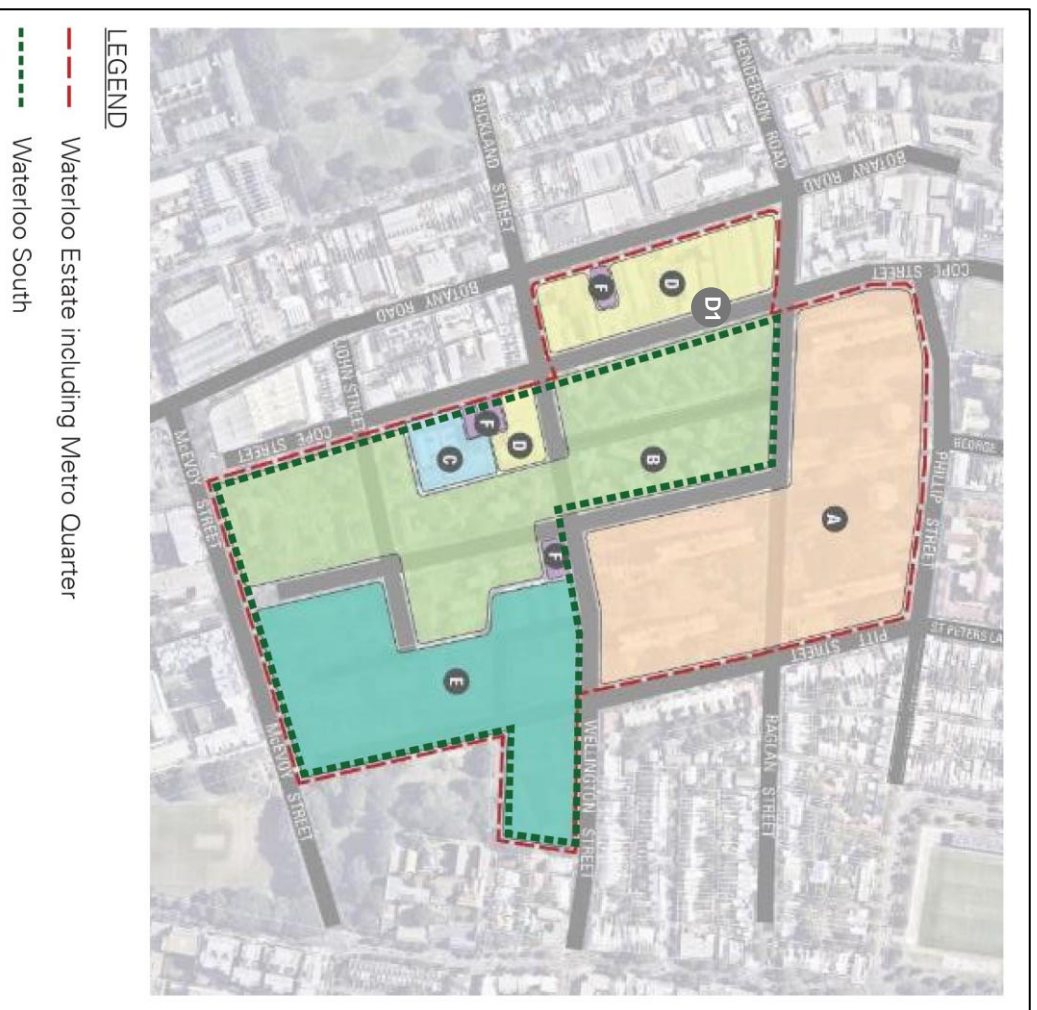 HENDERSON ROAD
BOTANY ROAD
COPE STREET
GEORGE
PHILLIP STREET
ST PETERS LA
PITT STREET
BUCKLAND STREET
BOTANY ROAD
JOHN STREET
COPE STREET
McEVOY STREET
McEVOY STREET
WELLINGTON STREET
RAGLAN STREET
A
B
C
D
D1
D
E
F
F
F
LEGEND
Waterloo Estate including Metro Quarter
Waterloo South